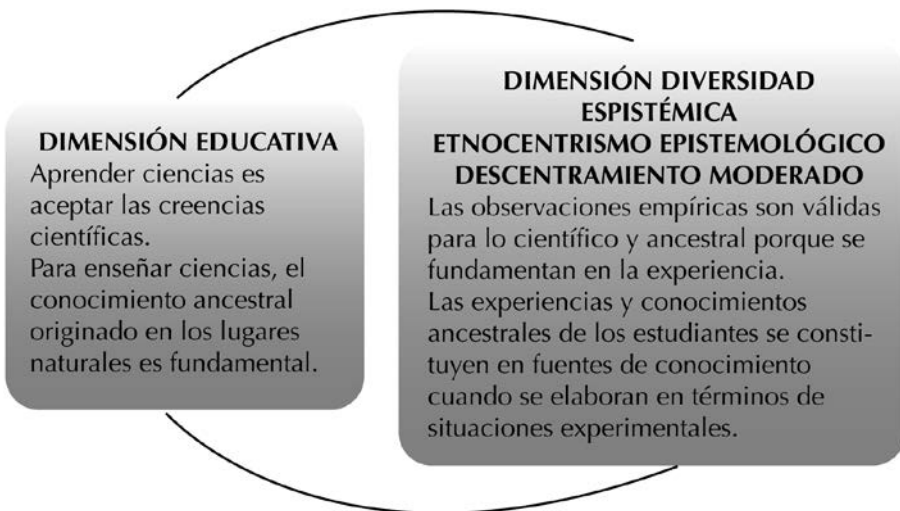 DIMENSIÓN EDUCATIVA
Aprender ciencias es
aceptar las creencias
científicas.
Para enseñar ciencias, el
conocimiento ancestral
originado en los lugares
naturales es fundamental.
DIMENSIÓN DIVERSIDAD
ESPISTÉMICA
ETNOCENTRISMO EPISTEMOLÓGICO
DESCENTRAMIENTO MODERADO
Las observaciones empíricas son válidas
para lo científico y ancestral porque se
fundamentan en la experiencia.
Las experiencias y conocimientos
ancestrales de los estudiantes se consti-
tuyen en fuentes de conocimiento
cuando se elaboran en términos de
situaciones experimentales.